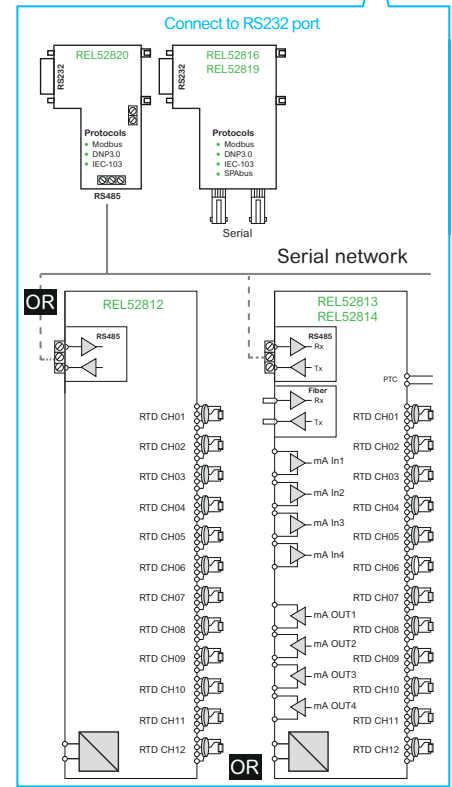 Connect to RS232 port
REL52820
RS232
Protocols
• Modbus
• DNP3.0
• IEC-103
RS485
REL52816
REL52819
RS232
Protocols
• Modbus
• DNP3.0
• IEC-103
• SPAbus
Serial
Serial network
OR
REL52812
RS485
RTD CH01
RTD CH02
RTD CH03
RTD CH04
RTD CH05
RTD CH06
RTD CH07
RTD CH08
RTD CH09
RTD CH10
RTD CH11
RTD CH12
OR
REL52813
REL52814
RS485
Rx
Tx
Fiber
Rx
Tx
mA In1
mA In2
mA In3
mA In4
mA OUT1
mA OUT2
mA OUT3
mA OUT4
PTC
RTD CH01
RTD CH02
RTD CH03
RTD CH04
RTD CH05
RTD CH06
RTD CH07
RTD CH08
RTD CH09
RTD CH10
RTD CH11
RTD CH12